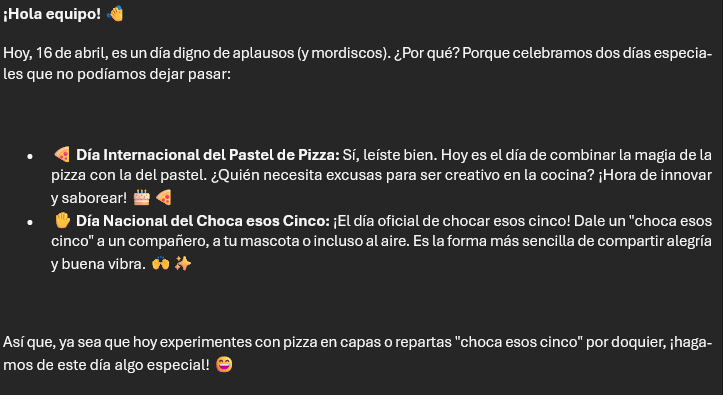 ¡Hola equipo! 👋
Hoy, 16 de abril, es un día digno de aplausos (y mordiscos). ¿Por qué? Porque celebramos dos días especia-
les que no podíamos dejar pasar:
• 🍕 Día Internacional del Pastel de Pizza: Sí, leíste bien. Hoy es el día de combinar la magia de la
pizza con la del pastel. ¿Quién necesita excusas para ser creativo en la cocina? ¡Hora de innovar
y saborear! 🎂 🍕
• ✋ Día Nacional del Choca esos Cinco: ¡El día oficial de chocar esos cinco! Dale un "choca esos
cinco" a un compañero, a tu mascota o incluso al aire. Es la forma más sencilla de compartir alegría
y buena vibra. 🙌 ✨
Así que, ya sea que hoy experimentes con pizza en capas o repartas "choca esos cinco" por doquier, ¡haga-
mos de este día algo especial! 😄